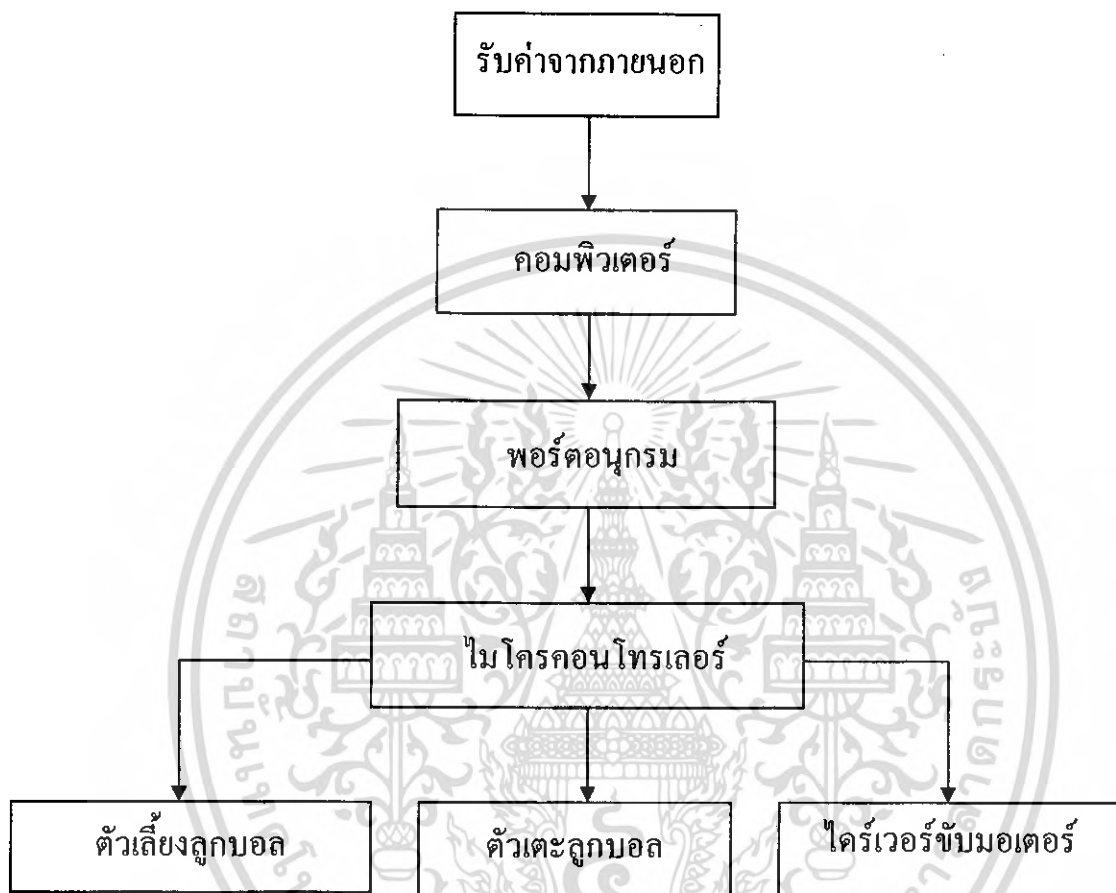 รับค่าจากภายนอก
คอมพิวเตอร์
พอร์ตอนุกรม
ไมโครคอนโทรเลอร์
ตัวเลี้ยงลูกบอล
ตัวเตะลูกบอล
ไดร์เวอร์ขับมอเตอร์